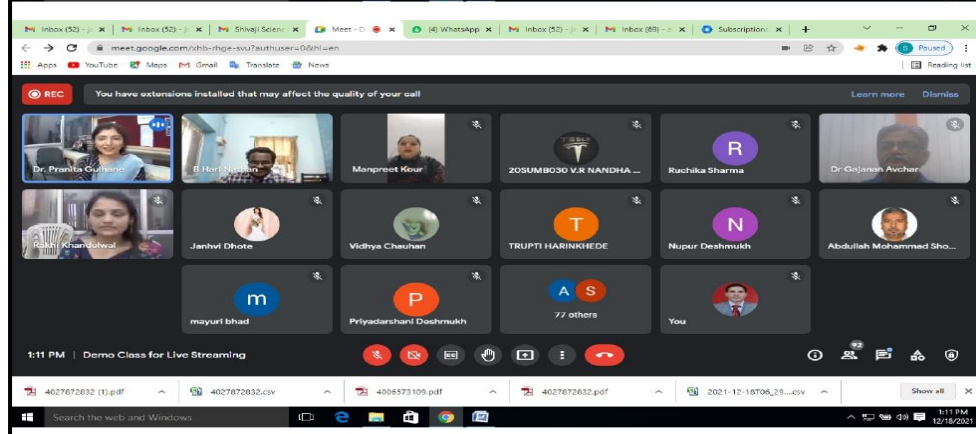 Inbox (52) - j
Inbox (52) - j
Shivaji Scienc
Meet - D
(4) WhatsApp
Inbox (52) - j
Inbox (69) - s
Subscription:
meet.google.com/xhb-rhge-svu?authuser=0&hl=en
Paused
Apps YouTube Maps Gmail Translate News
Reading list
REC
You have extensions installed that may affect the quality of your call
Learn more Dismiss
Dr. Pranita Gulhane
B Hari Nathan
Manpreet Kour
TESLA
20SUMB030 V.R NANDHA ...
R
Ruchika Sharma
Dr Gajanan Avchar
Rakhi Khandelwal
Janhvi Dhote
Vidhya Chauhan
T
TRUPTI HARINKHEDE
N
Nupur Deshmukh
Abdullah Mohammad Sho...
m
mayuri bhad
P
Priyadarshani Deshmukh
A S
77 others
You
1:11 PM | Demo Class for Live Streaming
92
4027872832 (1).pdf
4027872832.csv
4006573109.pdf
4027872832.pdf
2021-12-18T06_29....csv
Show all
Search the web and Windows
1:11 PM
12/18/2021